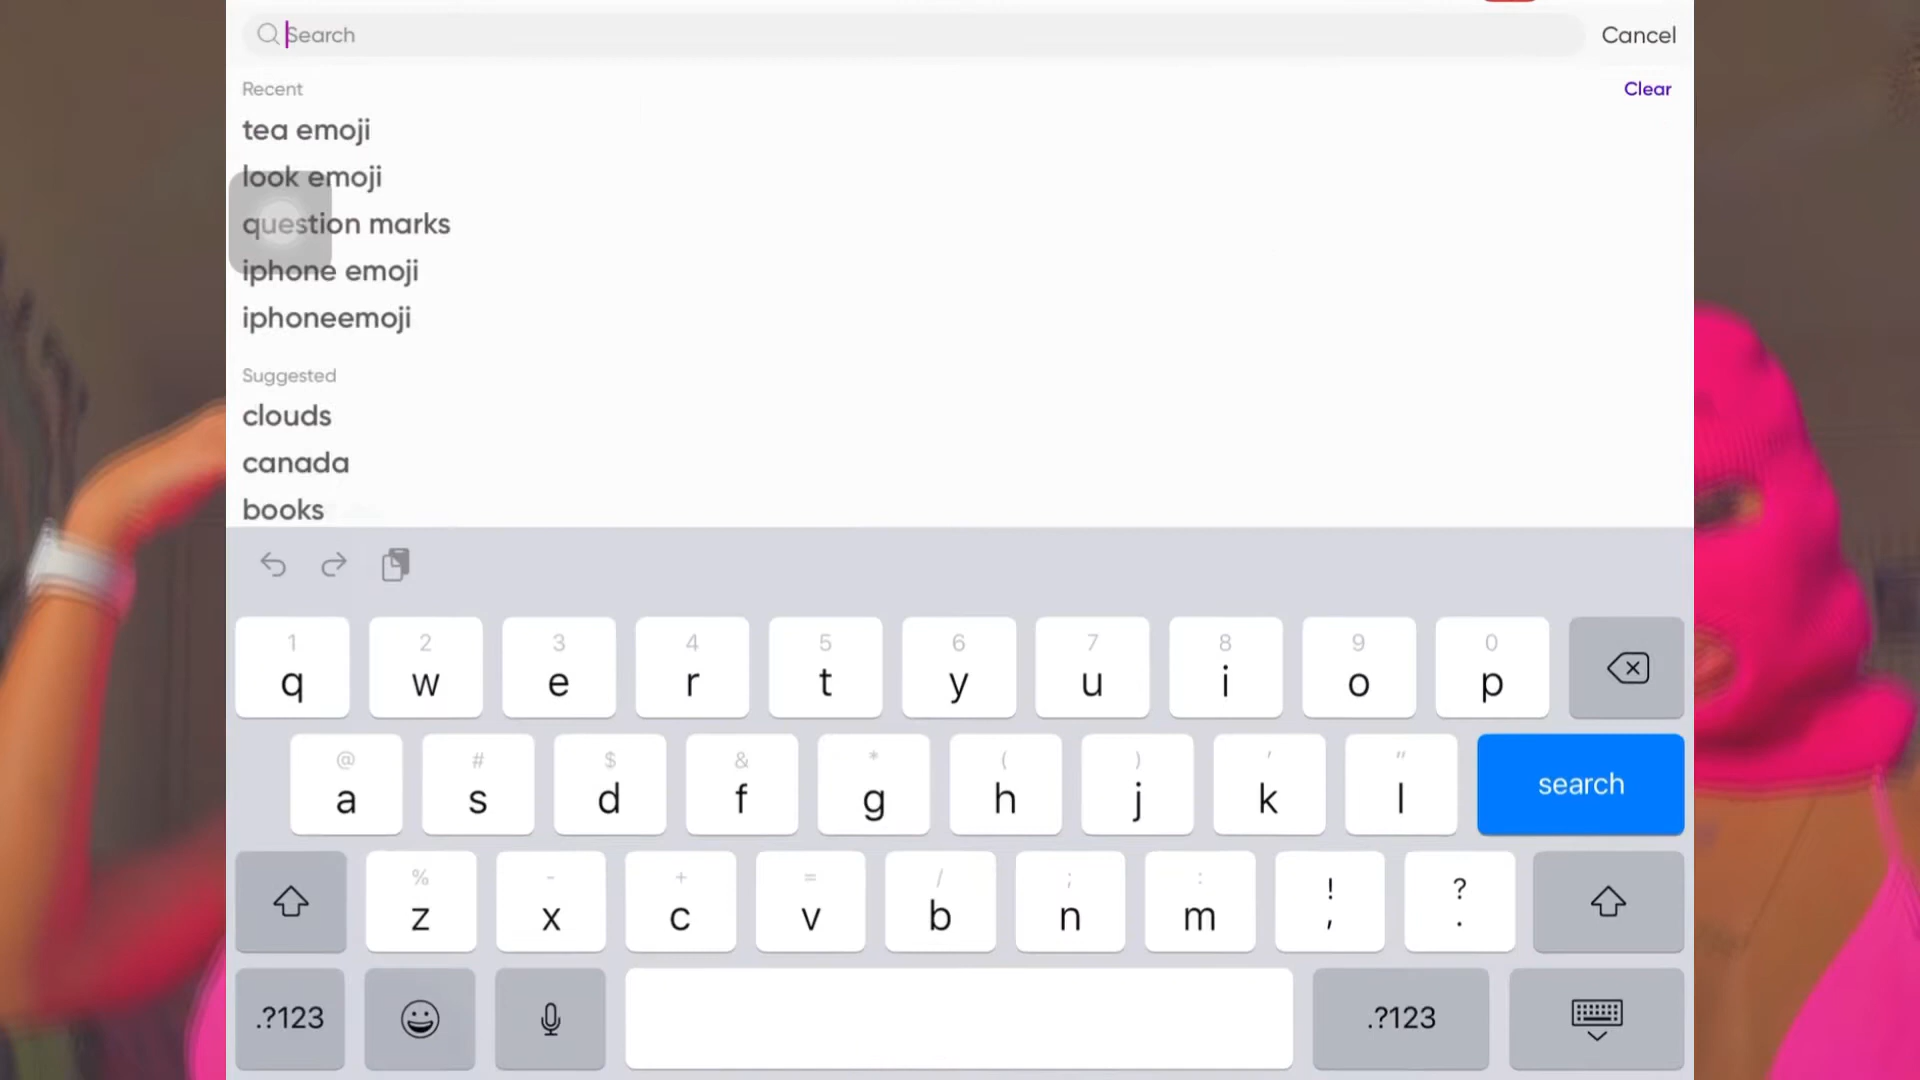 Search
Cancel
Recent
Clear
tea emoji
look emoji
question marks
iphone emoji
iphoneemoji
Suggested
clouds
canada
books
1 2 3 4 5 6 7 8 9 0
q w e r t y u i o p
@ # $ & * ( ) ' "
a s d f g h j k l
search
% - + = / ; : ! ?
z x c v b n m , .
.?123
.?123